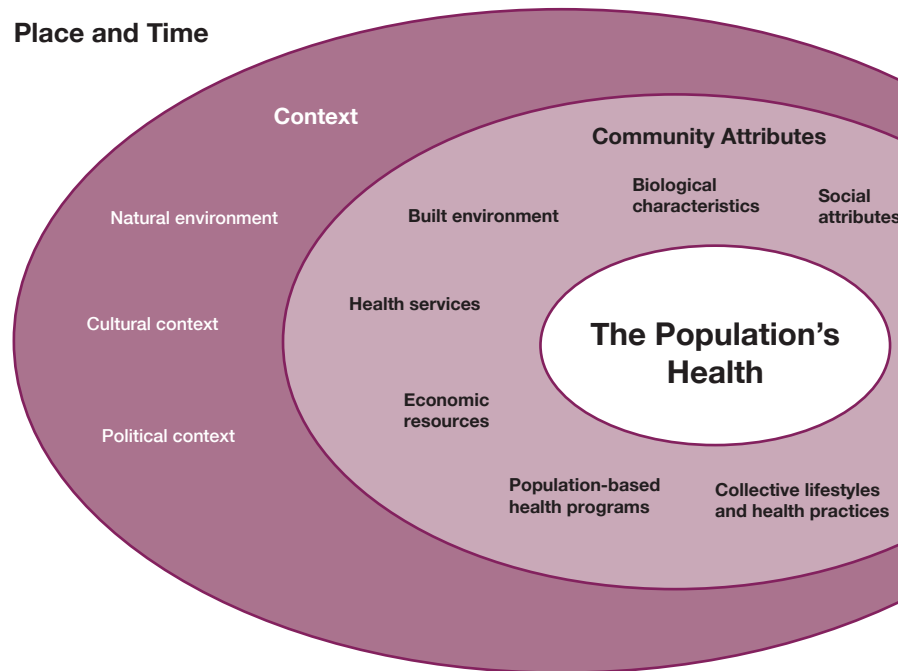 Place and Time
Context
Natural environment
Cultural context
Political context
Community Attributes
Built environment
Biological
characteristics
Social
attributes
Health services
Economic
resources
Population-based
health programs
Collective lifestyles
and health practices
The Population’s
Health